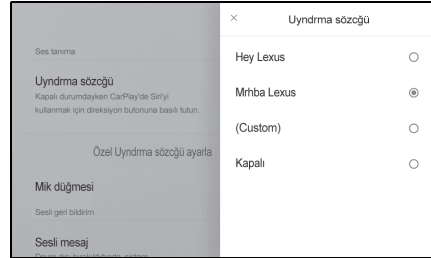 Ses tanıma
Uyndrma sözcğü
Kapalı durumdayken CarPlay'de Siri'yi
kullanmak için direksiyon butonuna basılı tutun.
Özel Uyndrma sözcğü ayarla
Mik düğmesi
Sesli geri bildirim
Sesli mesaj
Uyndrma sözcğü
Hey Lexus
Mrhba Lexus
(Custom)
Kapalı